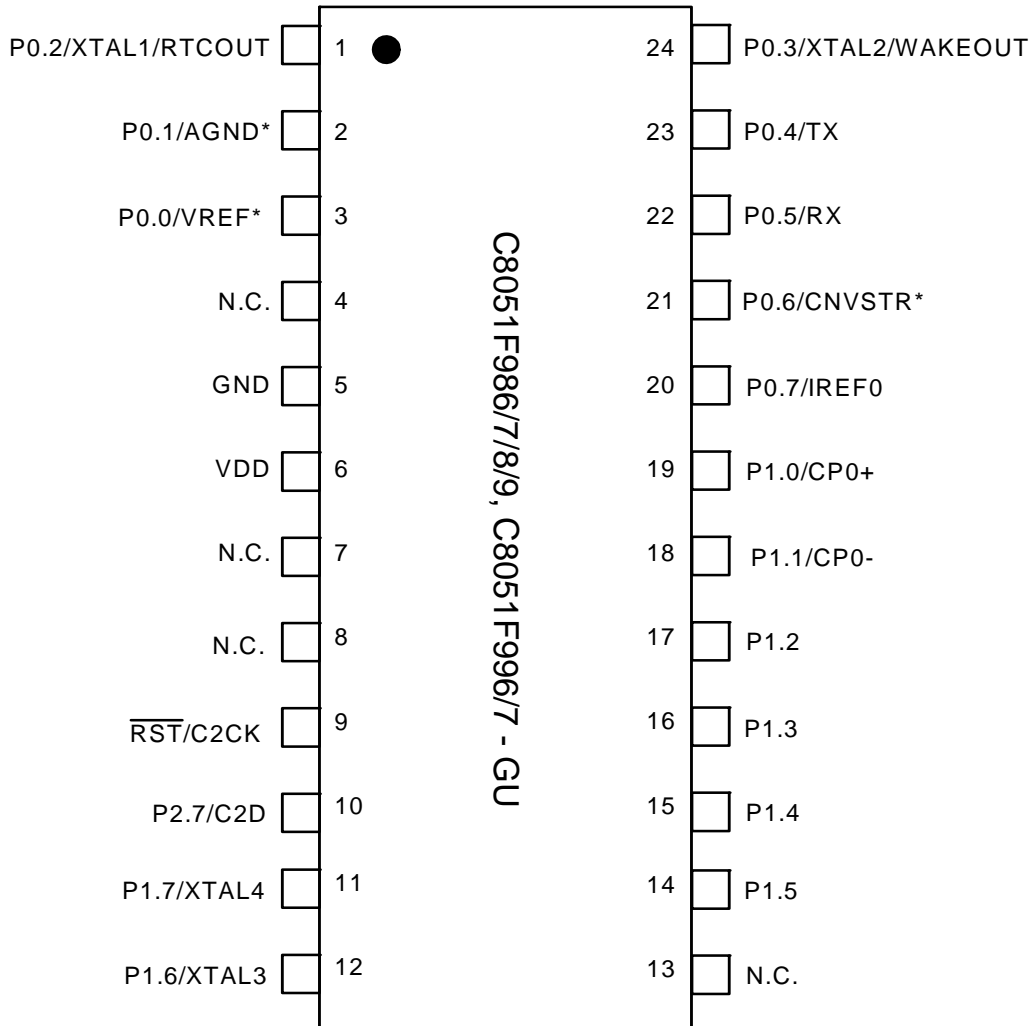 P0.2/XTAL1/RTCOUT 1 24 P0.3/XTAL2/WAKEOUT
P0.1/AGND* 2 23 P0.4/TX
P0.0/VREF* 3 22 P0.5/RX
N.C. 4 21 P0.6/CNVSTR*
GND 5 20 P0.7/IREF0
VDD 6 19 P1.0/CP0+
N.C. 7 18 P1.1/CP0-
N.C. 8 17 P1.2
RST/C2CK 9 16 P1.3
P2.7/C2D 10 15 P1.4
P1.7/XTAL4 11 14 P1.5
P1.6/XTAL3 12 13 N.C.
C8051F986/7/8/9, C8051F996/7 - GU